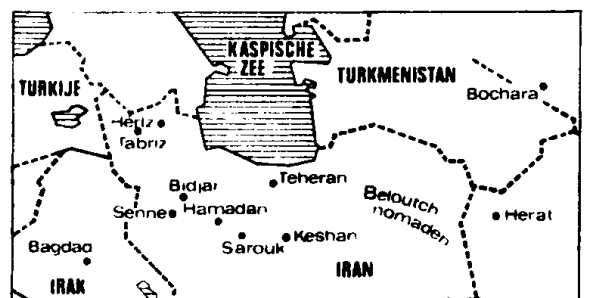 KASPISCHE
ZEE
TURKMENISTAN
TURKIJE
Bochara
Heriz
Tabriz
Teheran
Bidjar
Beloutch
nomaden
Senne
Hamadan
Herat
Sarouk
Keshan
Bagdad
IRAN
IRAK